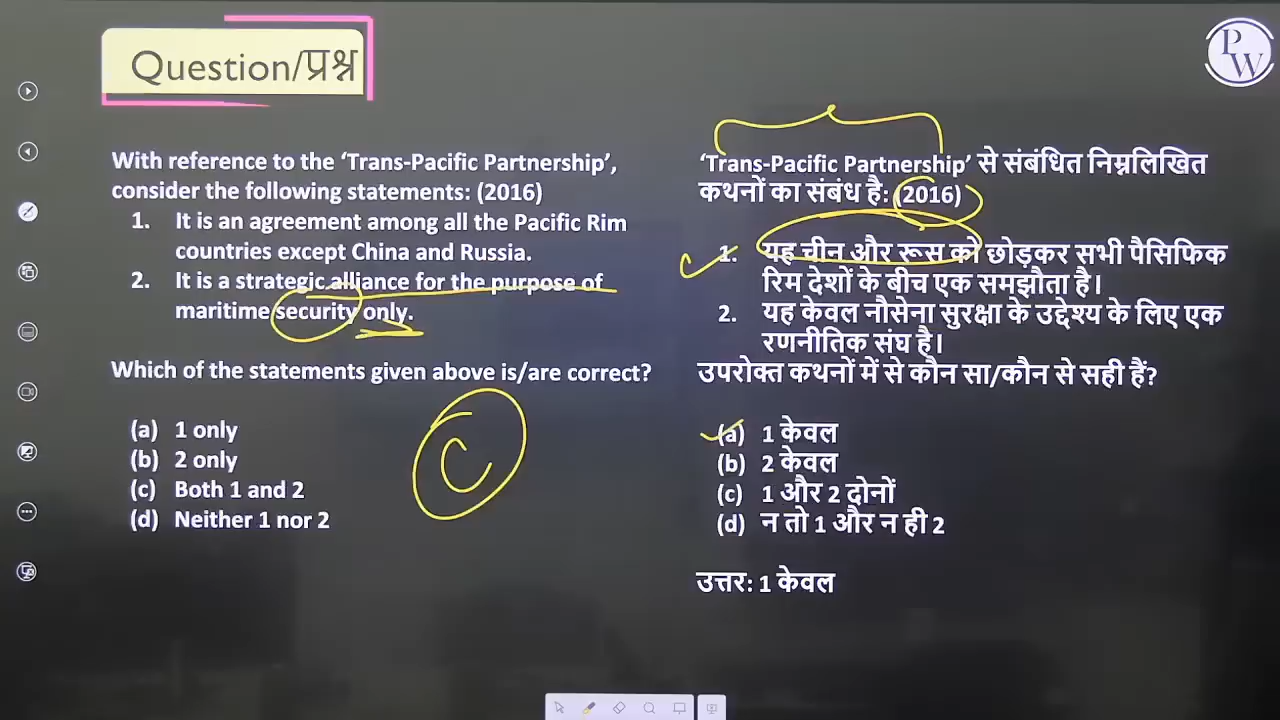 Question/प्रश्न
PW
With reference to the ‘Trans-Pacific Partnership’,
consider the following statements: (2016)
1. It is an agreement among all the Pacific Rim
countries except China and Russia.
2. It is a strategic alliance for the purpose of
maritime security only.
Which of the statements given above is/are correct?
(a) 1 only
(b) 2 only
(c) Both 1 and 2
(d) Neither 1 nor 2
C
‘Trans-Pacific Partnership’ से संबंधित निम्नलिखित
कथनों का संबंध है: (2016)
1. यह चीन और रूस को छोड़कर सभी पैसिफिक
रिम देशों के बीच एक समझौता है।
2. यह केवल नौसेना सुरक्षा के उद्देश्य के लिए एक
रणनीतिक संघ है।
उपरोक्त कथनों में से कौन सा/कौन से सही हैं?
(a) 1 केवल
(b) 2 केवल
(c) 1 और 2 दोनों
(d) न तो 1 और न ही 2
उत्तर: 1 केवल